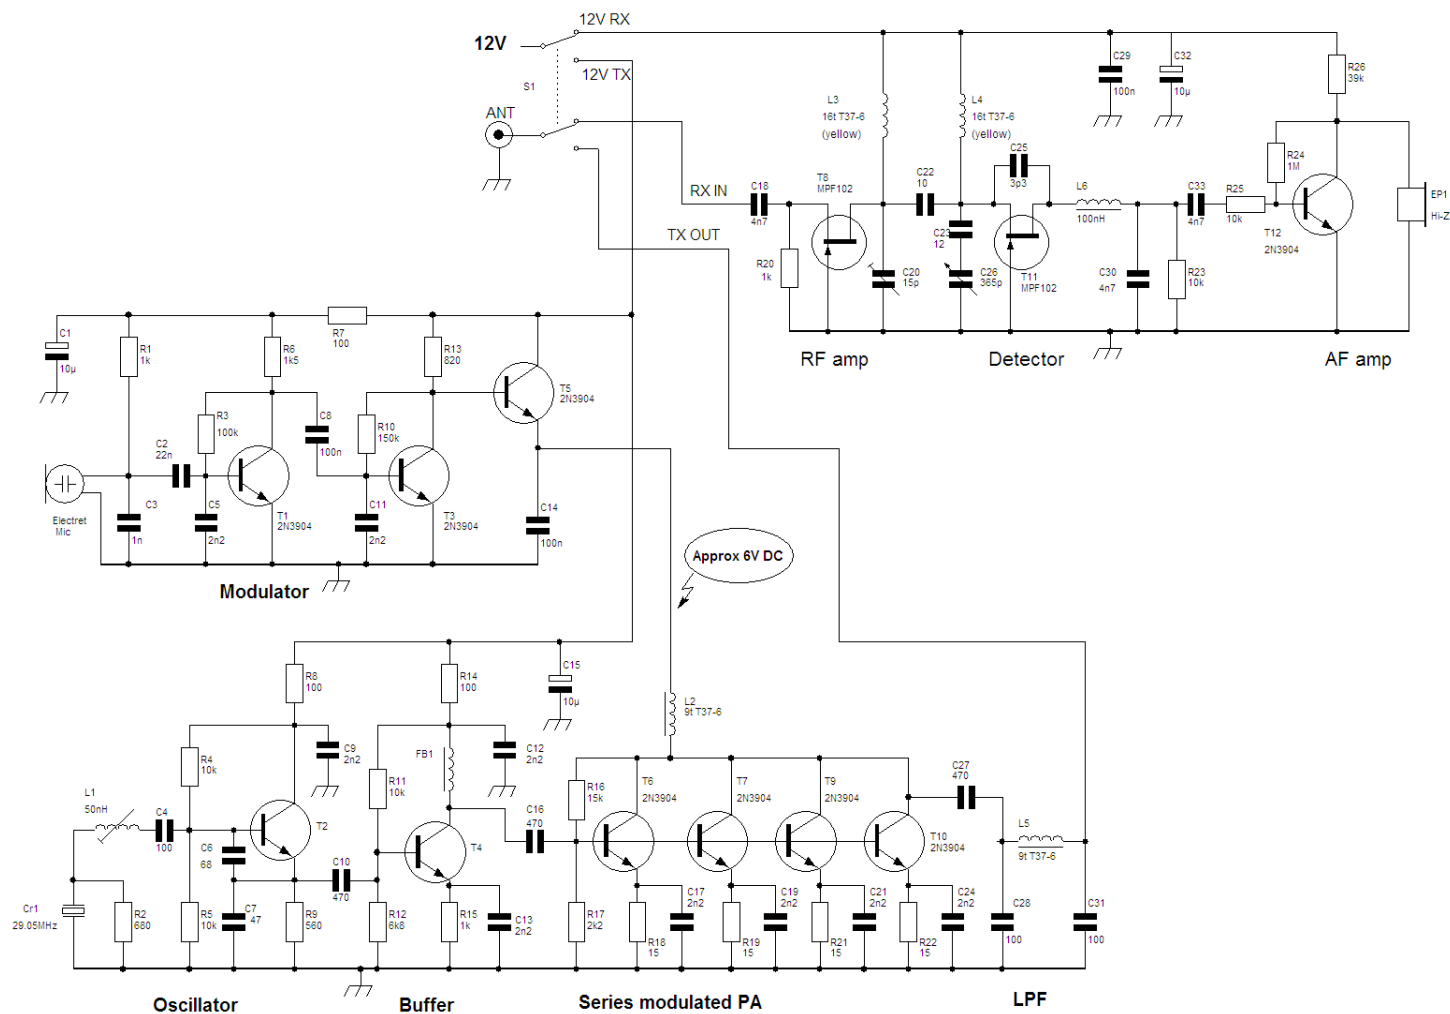 12V RX
12V
12V TX
S1
ANT
RX IN
TX OUT
C29
100n
C32
10µ
R26
39k
L3
16t T37-6
(yellow)
L4
16t T37-6
(yellow)
C25
3p3
R24
1M
T8
MPF102
C22
10
C18
4n7
L6
100nH
C33
4n7
R25
10k
EP1
Hi-Z
C23
12
T12
2N3904
R20
1k
C20
15p
C26
365p
T11
MPF102
C30
4n7
R23
10k
RF amp
Detector
AF amp
C1
10µ
R1
1k
R6
1k5
R7
100
R13
820
T5
2N3904
R3
100k
C8
100n
R10
150k
C2
22n
C3
1n
C5
2n2
T1
2N3904
C11
2n2
T3
2N3904
C14
100n
Electret
Mic
Modulator
Approx 6V DC
R8
100
R14
100
C15
10µ
L2
9t T37-6
R4
10k
C9
2n2
FB1
C12
2n2
R11
10k
L1
50nH
C4
100
T2
C6
68
C10
470
T4
C16
470
R16
15k
T6
2N3904
T7
2N3904
T9
2N3904
C27
470
T10
2N3904
L5
9t T37-6
Cr1
29.05MHz
R2
680
R5
10k
C7
47
R9
560
R12
6k8
R15
1k
C13
2n2
R17
2k2
R18
15
C17
2n2
R19
15
C19
2n2
R21
15
C21
2n2
R22
15
C24
2n2
C28
100
C31
100
Oscillator
Buffer
Series modulated PA
LPF